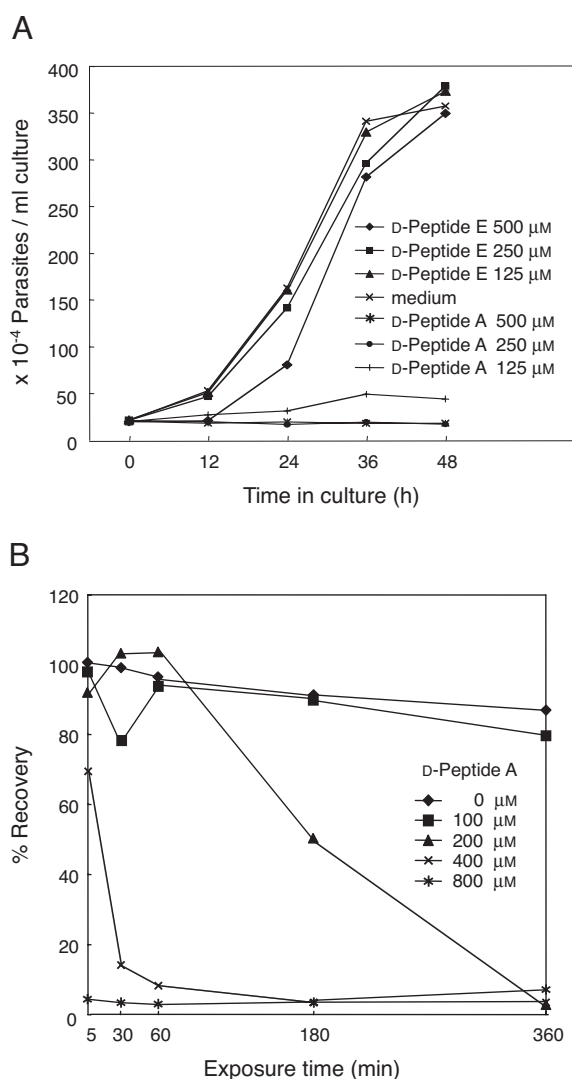 A
400
350
300
250
200
150
100
50
0
x 10⁻⁴ Parasites / ml culture
D-Peptide E 500 μM
D-Peptide E 250 μM
D-Peptide E 125 μM
medium
D-Peptide A 500 μM
D-Peptide A 250 μM
D-Peptide A 125 μM
0 12 24 36 48
Time in culture (h)
B
120
100
80
60
40
20
0
% Recovery
D-Peptide A
0 μM
100 μM
200 μM
400 μM
800 μM
5 30 60 180 360
Exposure time (min)